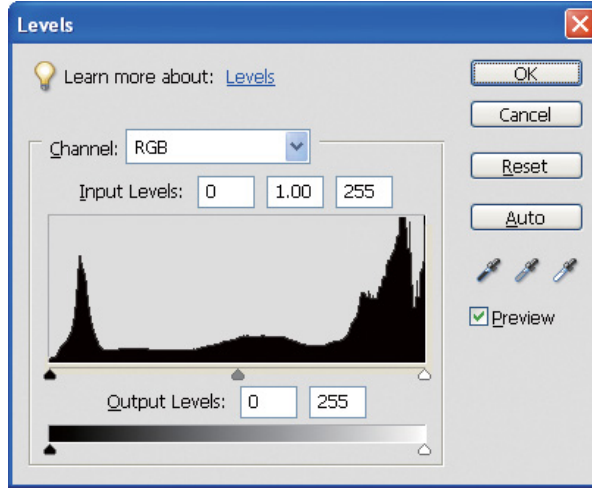 Levels
Learn more about: Levels
OK
Cancel
Channel: RGB
Reset
Input Levels: 0 1.00 255
Auto
Preview
Output Levels: 0 255